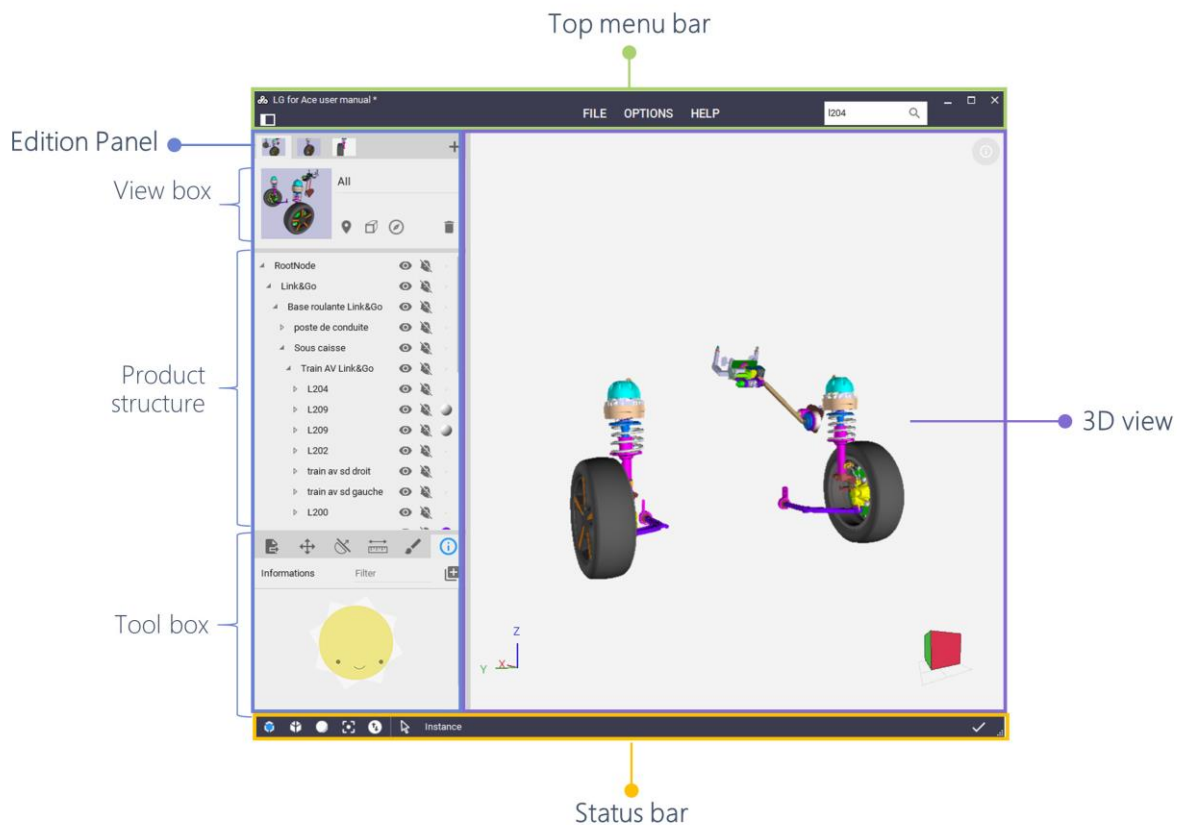 Top menu bar
LG for Ace user manual *
FILE OPTIONS HELP
l204
Edition Panel
View box
All
RootNode
Link&Go
Base roulante Link&Go
poste de conduite
Sous caisse
Train AV Link&Go
L204
L209
L209
L202
train av sd droit
train av sd gauche
L200
Product
structure
3D view
Informations Filter
Tool box
Z
Y X
Instance
Status bar